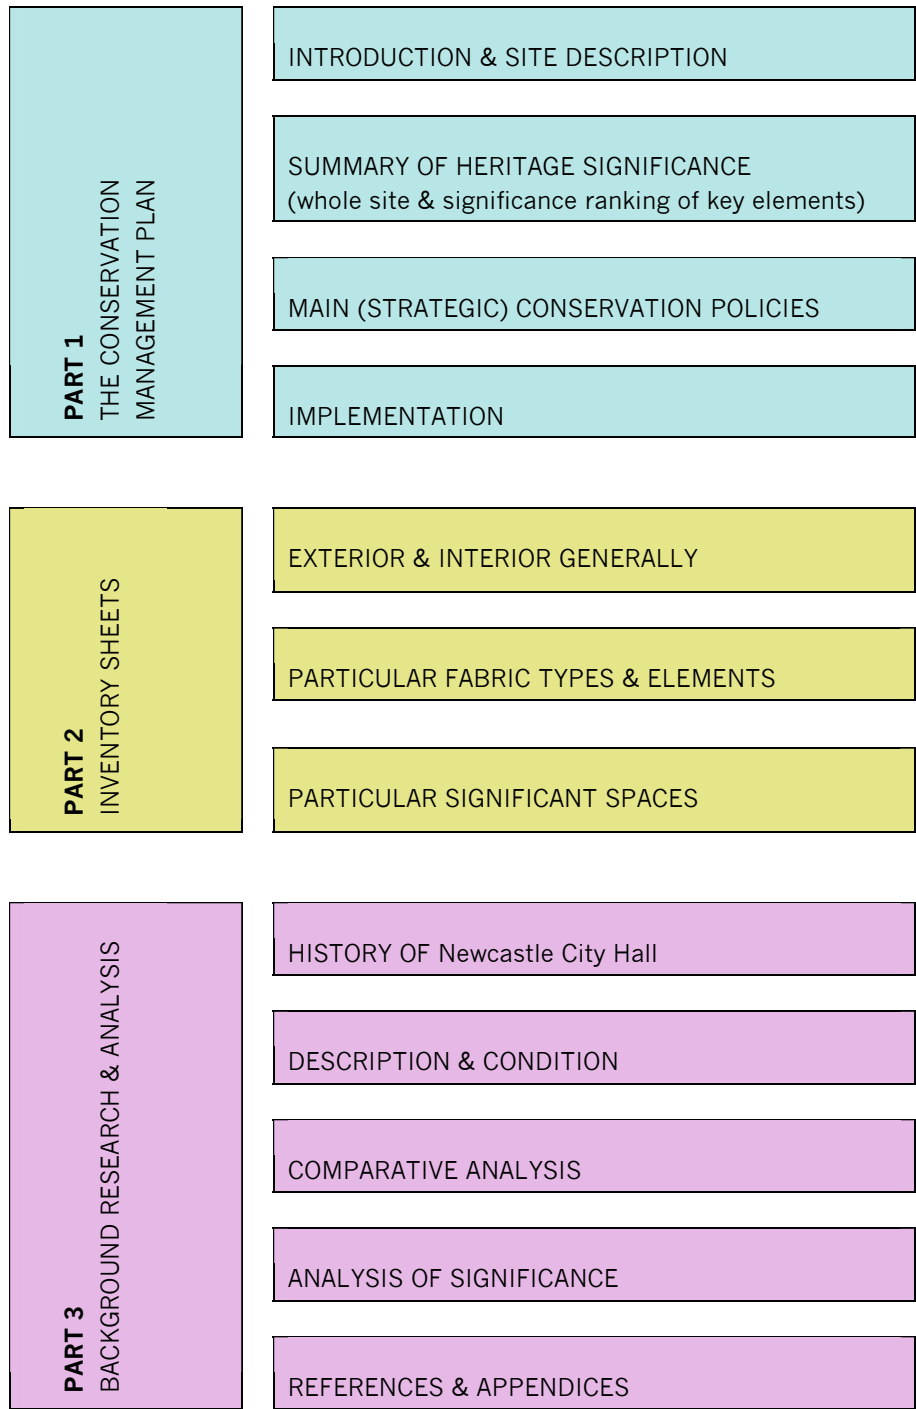 PART 1
THE CONSERVATION
MANAGEMENT PLAN
INTRODUCTION & SITE DESCRIPTION
SUMMARY OF HERITAGE SIGNIFICANCE
(whole site & significance ranking of key elements)
MAIN (STRATEGIC) CONSERVATION POLICIES
IMPLEMENTATION
PART 2
INVENTORY SHEETS
EXTERIOR & INTERIOR GENERALLY
PARTICULAR FABRIC TYPES & ELEMENTS
PARTICULAR SIGNIFICANT SPACES
PART 3
BACKGROUND RESEARCH & ANALYSIS
HISTORY OF Newcastle City Hall
DESCRIPTION & CONDITION
COMPARATIVE ANALYSIS
ANALYSIS OF SIGNIFICANCE
REFERENCES & APPENDICES